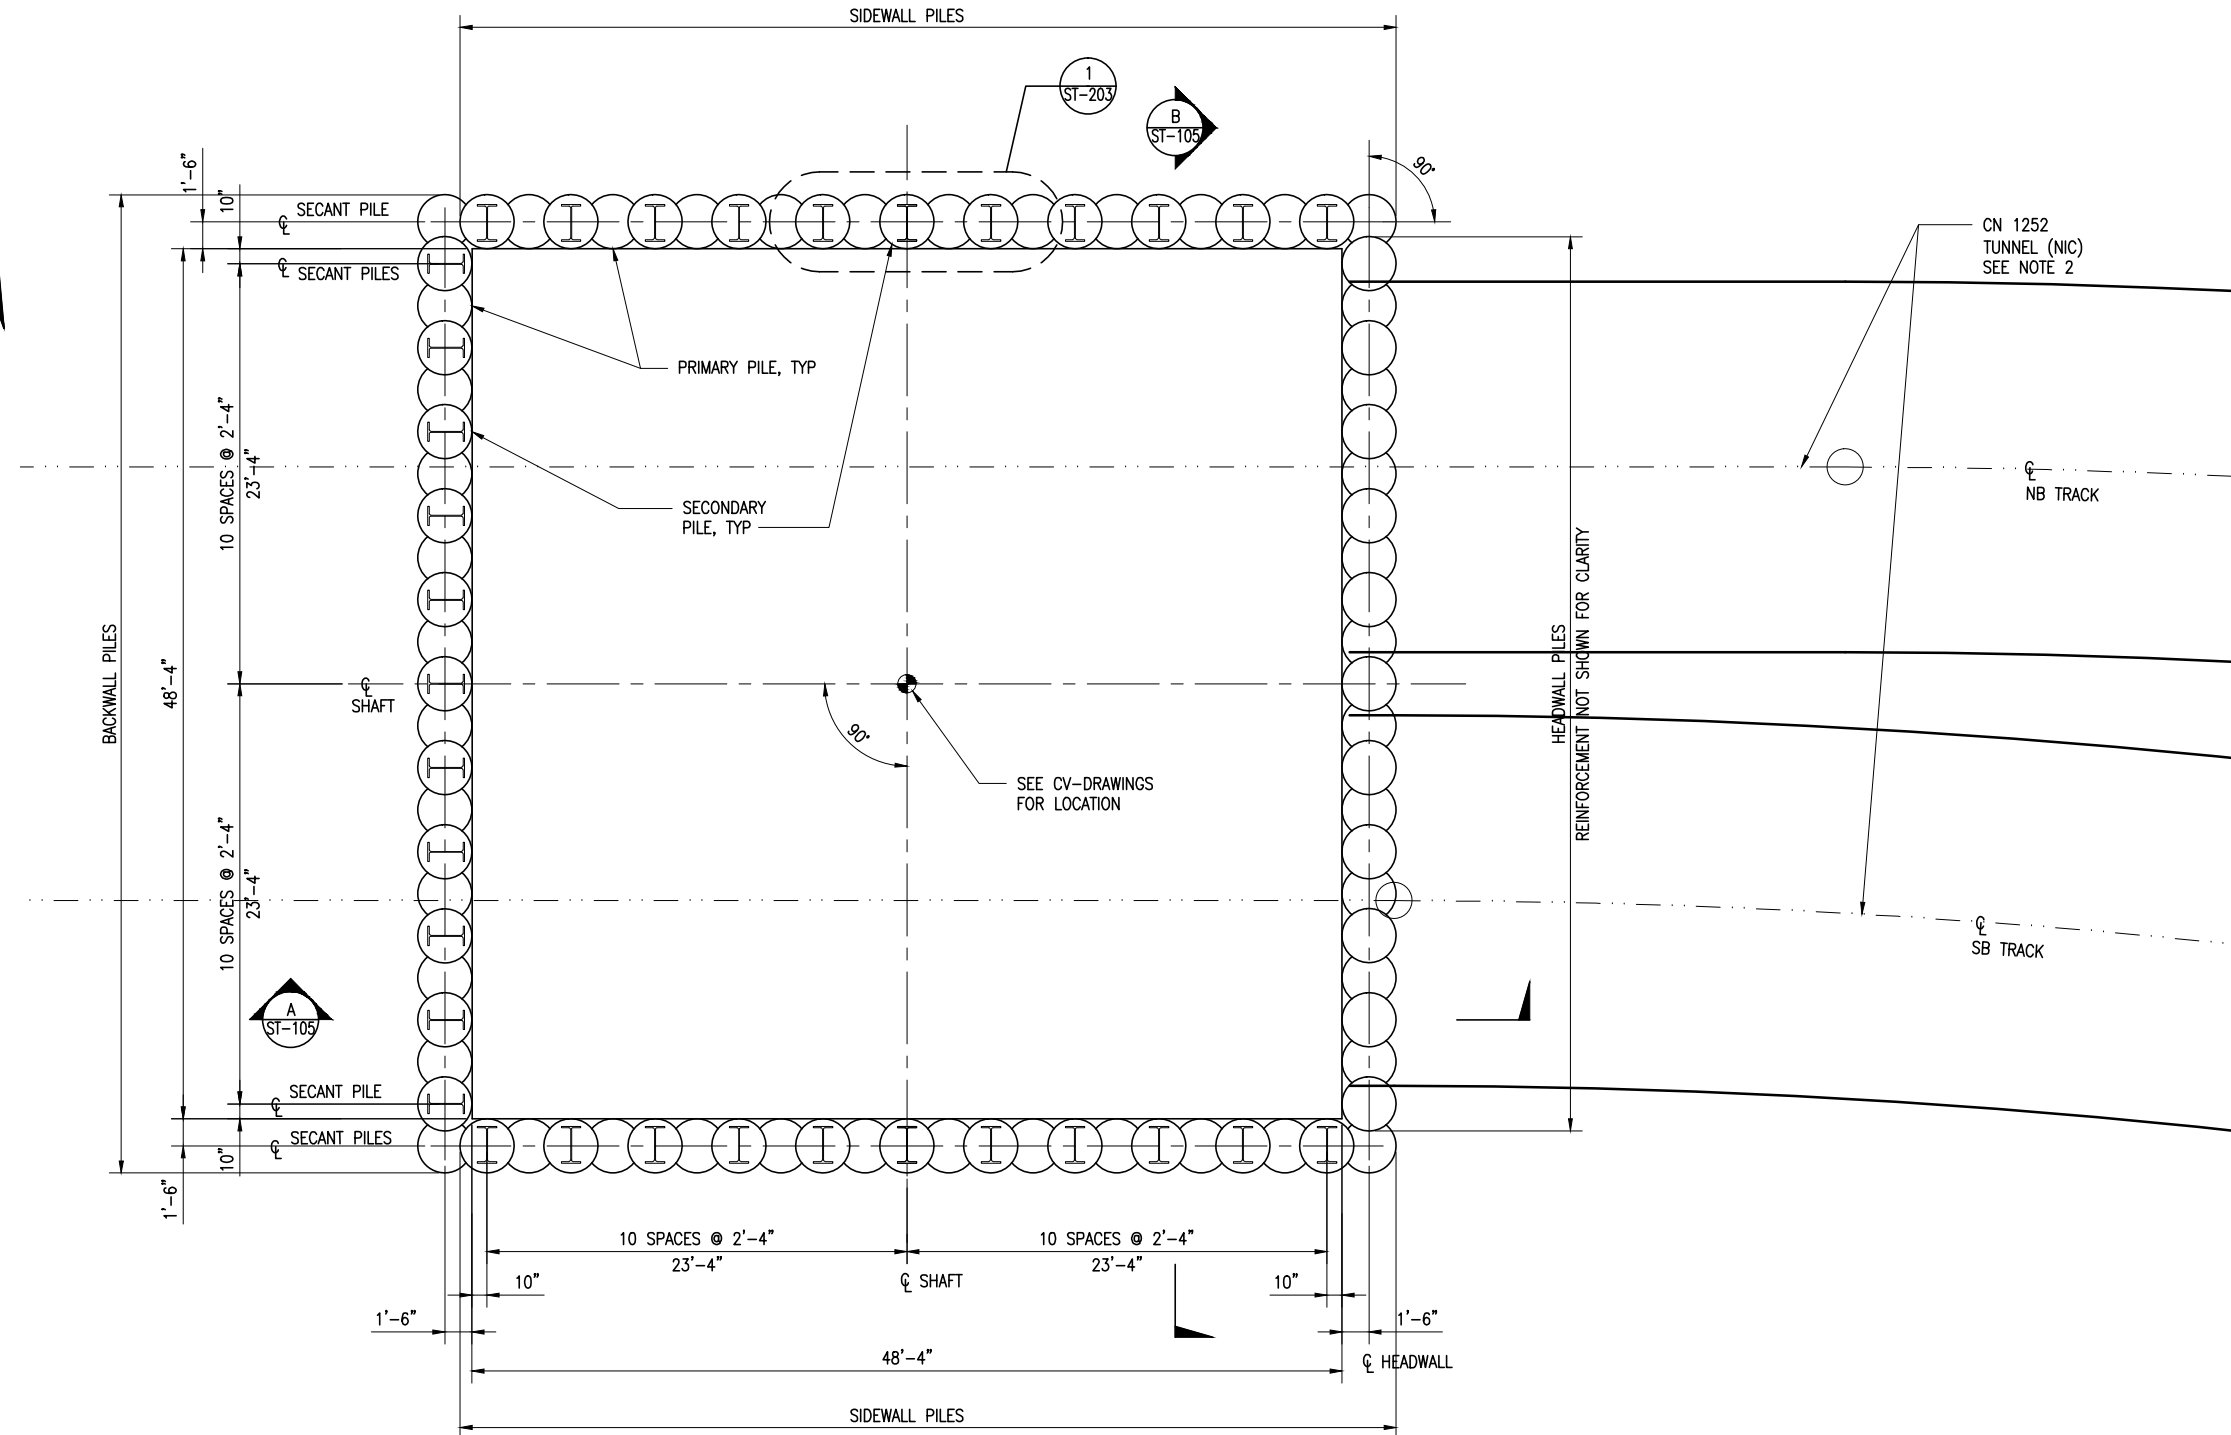 SIDEWALL PILES
1
ST-203
B
ST-105
90°
1'-6"
10"
℄ SECANT PILE
℄ SECANT PILES
CN 1252
TUNNEL (NIC)
SEE NOTE 2
PRIMARY PILE, TYP
10 SPACES @ 2'-4"
23'-4"
℄
NB TRACK
SECONDARY
PILE, TYP
BACKWALL PILES
48'-4"
℄
SHAFT
90°
HEADWALL PILES
REINFORCEMENT NOT SHOWN FOR CLARITY
SEE CV-DRAWINGS
FOR LOCATION
10 SPACES @ 2'-4"
23'-4"
℄
SB TRACK
A
ST-105
℄ SECANT PILE
℄ SECANT PILES
10"
1'-6"
10 SPACES @ 2'-4"
23'-4"
10 SPACES @ 2'-4"
23'-4"
10"
℄ SHAFT
10"
1'-6"
1'-6"
48'-4"
℄ HEADWALL
SIDEWALL PILES